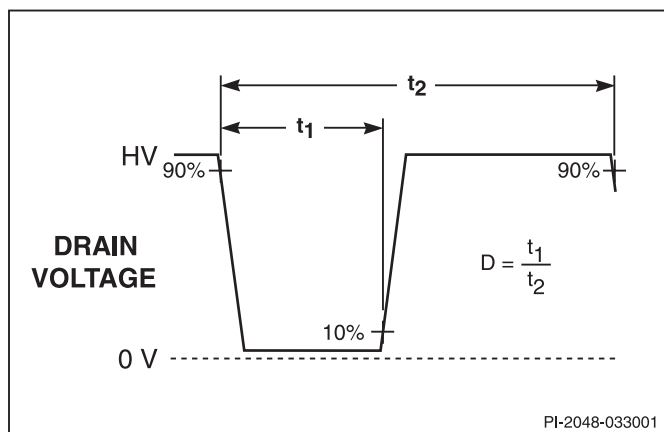 t2
t1
HV
90%
90%
DRAIN
VOLTAGE
D = t1/t2
10%
0 V
PI-2048-033001